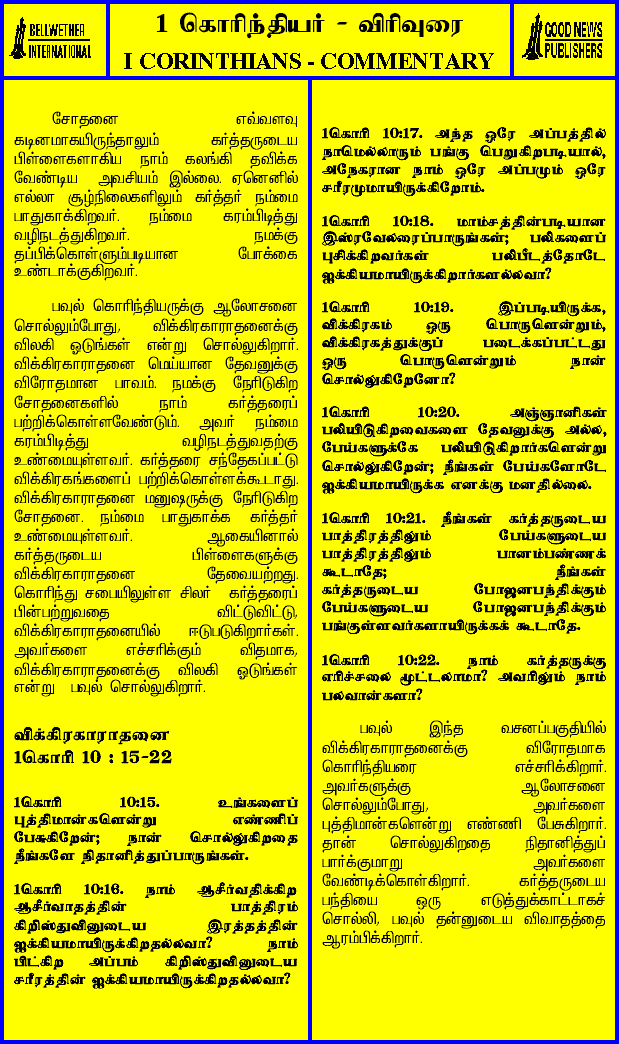 BELLWETHER
INTERNATIONAL
1 கொரிந்தியர் - விரிவுரை
I CORINTHIANS - COMMENTARY
GOOD NEWS
PUBLISHERS
சோதனை எவ்வளவு
கடினமாகயிருந்தாலும் கர்த்தருடைய
பிள்ளைகளாகிய நாம் கலங்கி தவிக்க
வேண்டிய அவசியம் இல்லை. ஏனெனில்
எல்லா சூழ்நிலைகளிலும் கர்த்தர் நம்மை
பாதுகாக்கிறவர். நம்மை கரம்பிடித்து
வழிநடத்துகிறவர். நமக்கு
தப்பிக்கொள்ளும்படியான போக்கை
உண்டாக்குகிறவர்.
பவுல் கொரிந்தியருக்கு ஆலோசனை
சொல்லும்போது, விக்கிரகாராதனைக்கு
விலகி ஓடுங்கள் என்று சொல்லுகிறார்.
விக்கிரகாராதனை மெய்யான தேவனுக்கு
விரோதமான பாவம். நமக்கு நேரிடுகிற
சோதனைகளில் நாம் கர்த்தரைப்
பற்றிக்கொள்ளவேண்டும். அவர் நம்மை
கரம்பிடித்து வழிநடத்துவதற்கு
உண்மையுள்ளவர். கர்த்தரை சந்தேகப்பட்டு
விக்கிரகங்களைப் பற்றிக்கொள்ளக்கூடாது.
விக்கிரகாராதனை மனுஷருக்கு நேரிடுகிற
சோதனை. நம்மை பாதுகாக்க கர்த்தர்
உண்மையுள்ளவர். ஆகையினால்
கர்த்தருடைய பிள்ளைகளுக்கு
விக்கிரகாராதனை தேவையற்றது.
கொரிந்து சபையிலுள்ள சிலர் கர்த்தரைப்
பின்பற்றுவதை விட்டுவிட்டு,
விக்கிரகாராதனையில் ஈடுபடுகிறார்கள்.
அவர்களை எச்சரிக்கும் விதமாக,
விக்கிரகாராதனைக்கு விலகி ஓடுங்கள்
என்று பவுல் சொல்லுகிறார்.
விக்கிரகாராதனை
1கொரி 10 : 15-22
1கொரி 10:15. உங்களைப்
புத்திமான்களென்று எண்ணிப்
பேசுகிறேன்; நான் சொல்லுகிறதை
நீங்களே நிதானித்துப்பாருங்கள்.
1கொரி 10:16. நாம் ஆசீர்வதிக்கிற
ஆசீர்வாதத்தின் பாத்திரம்
கிறிஸ்துவினுடைய இரத்தத்தின்
ஐக்கியமாயிருக்கிறதல்லவா? நாம்
பிட்கிற அப்பம் கிறிஸ்துவினுடைய
சரீரத்தின் ஐக்கியமாயிருக்கிறதல்லவா?
1கொரி 10:17. அந்த ஒரே அப்பத்தில்
நாமெல்லாரும் பங்கு பெறுகிறபடியால்,
அநேகரான நாம் ஒரே அப்பமும் ஒரே
சரீரமுமாயிருக்கிறோம்.
1கொரி 10:18. மாம்சத்தின்படியான
இஸ்ரவேலரைப்பாருங்கள்; பலிகளைப்
புசிக்கிறவர்கள் பலிபீடத்தோடே
ஐக்கியமாயிருக்கிறார்களல்லவா?
1கொரி 10:19. இப்படியிருக்க,
விக்கிரகம் ஒரு பொருளென்றும்,
விக்கிரகத்துக்குப் படைக்கப்பட்டது
ஒரு பொருளென்றும் நான்
சொல்லுகிறேனோ?
1கொரி 10:20. அஞ்ஞானிகள்
பலியிடுகிறவைகளை தேவனுக்கு அல்ல,
பேய்களுக்கே பலியிடுகிறார்களென்று
சொல்லுகிறேன்; நீங்கள் பேய்களோடே
ஐக்கியமாயிருக்க எனக்கு மனதில்லை.
1கொரி 10:21. நீங்கள் கர்த்தருடைய
பாத்திரத்திலும் பேய்களுடைய
பாத்திரத்திலும் பானம்பண்ணக்
கூடாதே; நீங்கள்
கர்த்தருடைய போஜனபந்திக்கும்
பேய்களுடைய போஜனபந்திக்கும்
பங்குள்ளவர்களாயிருக்கக் கூடாதே.
1கொரி 10:22. நாம் கர்த்தருக்கு
எரிச்சலை மூட்டலாமா? அவரிலும் நாம்
பலவான்களா?
பவுல் இந்த வசனப்பகுதியில்
விக்கிரகாராதனைக்கு விரோதமாக
கொரிந்தியரை எச்சரிக்கிறார்.
அவர்களுக்கு ஆலோசனை
சொல்லும்போது, அவர்களை
புத்திமான்களென்று எண்ணி பேசுகிறார்.
தான் சொல்லுகிறதை நிதானித்துப்
பார்க்குமாறு அவர்களை
வேண்டிக்கொள்கிறார். கர்த்தருடைய
பந்தியை ஒரு எடுத்துக்காட்டாகச்
சொல்லி, பவுல் தன்னுடைய விவாதத்தை
ஆரம்பிக்கிறார்.